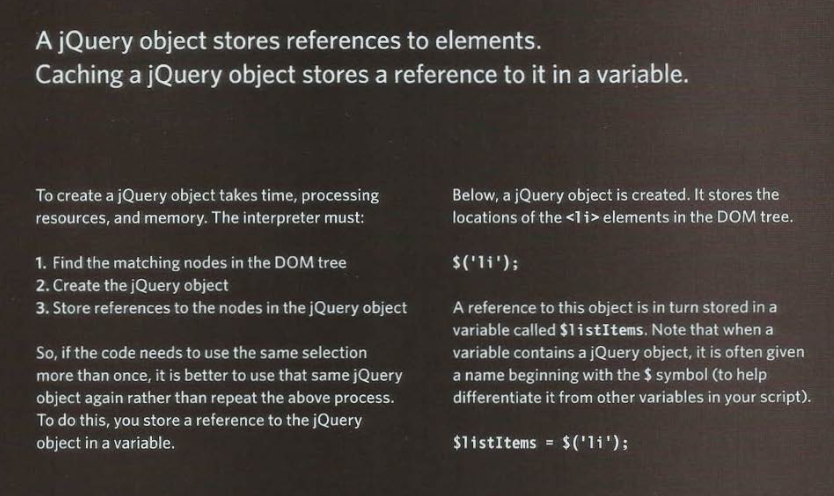 A jQuery object stores references to elements.
Caching a jQuery object stores a reference to it in a variable.
To create a jQuery object takes time, processing
resources, and memory. The interpreter must:
1. Find the matching nodes in the DOM tree
2. Create the jQuery object
3. Store references to the nodes in the jQuery object
So, if the code needs to use the same selection
more than once, it is better to use that same jQuery
object again rather than repeat the above process.
To do this, you store a reference to the jQuery
object in a variable.
Below, a jQuery object is created. It stores the
locations of the <li> elements in the DOM tree.
$('li');
A reference to this object is in turn stored in a
variable called $listItems. Note that when a
variable contains a jQuery object, it is often given
a name beginning with the $ symbol (to help
differentiate it from other variables in your script).
$listItems = $('li');